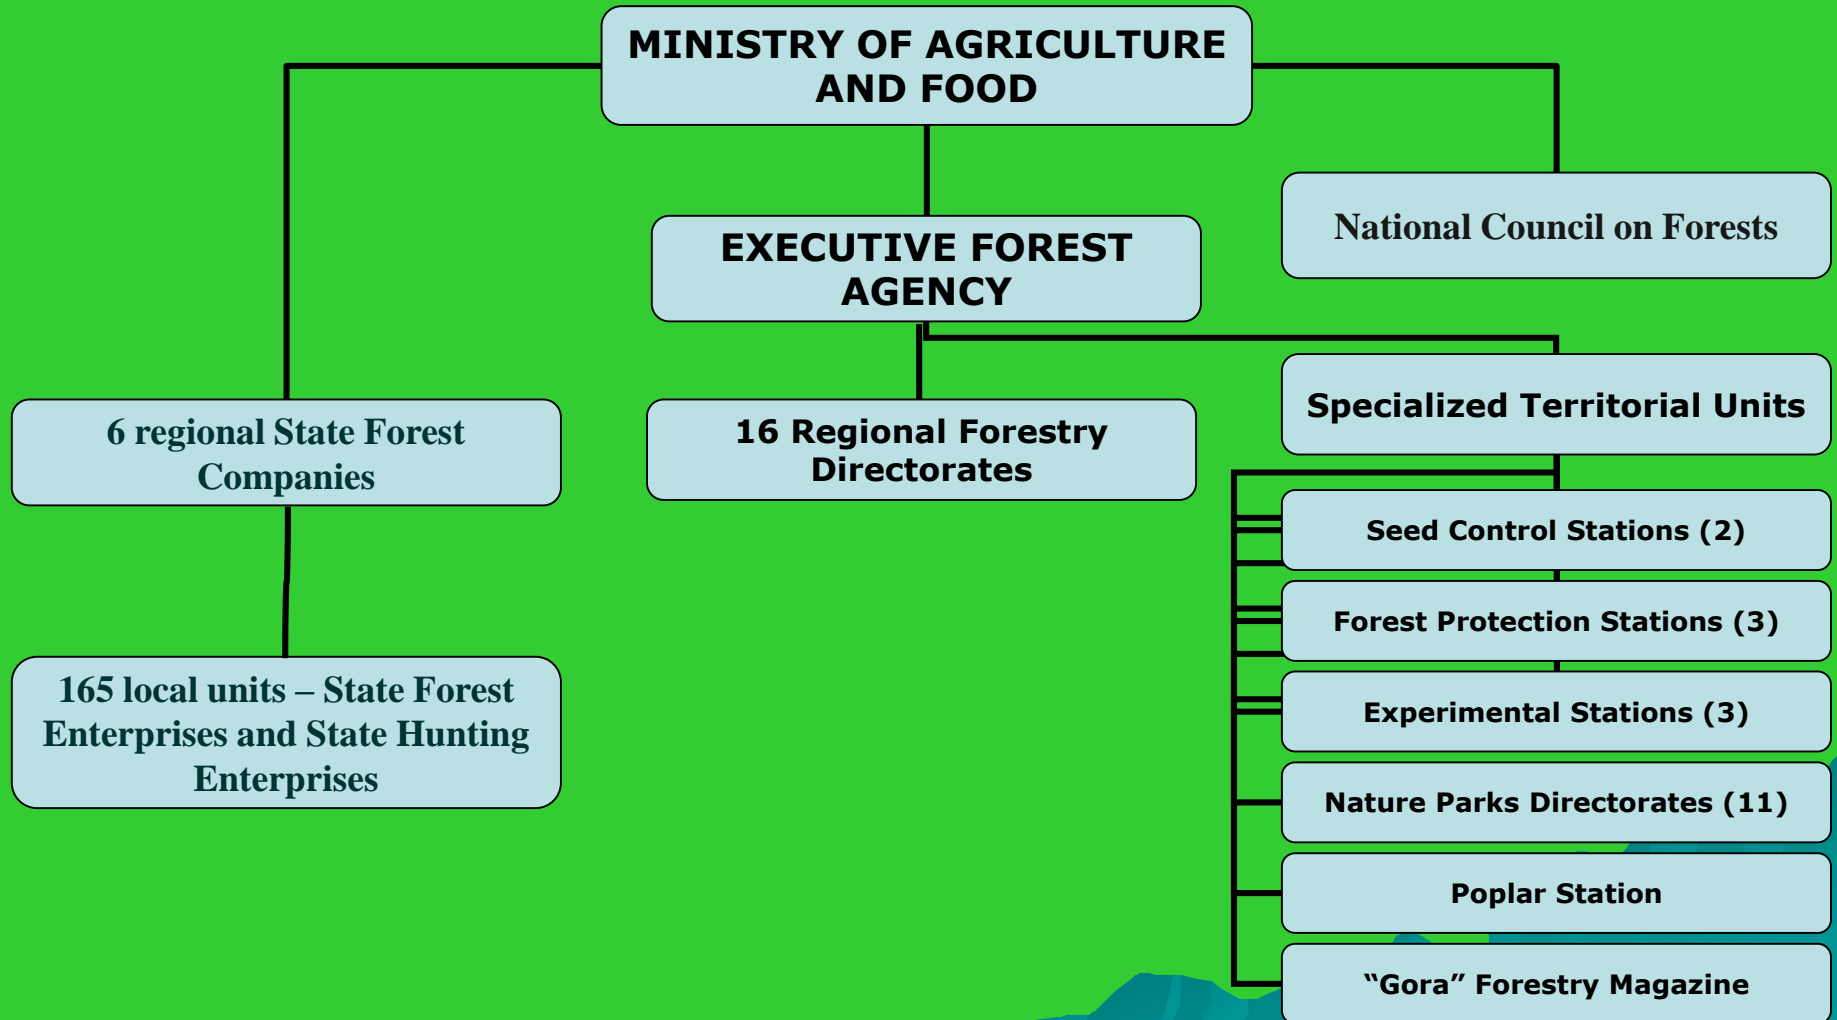 MINISTRY OF AGRICULTURE
AND FOOD
National Council on Forests
EXECUTIVE FOREST
AGENCY
Specialized Territorial Units
6 regional State Forest
Companies
16 Regional Forestry
Directorates
Seed Control Stations (2)
Forest Protection Stations (3)
165 local units – State Forest
Enterprises and State Hunting
Enterprises
Experimental Stations (3)
Nature Parks Directorates (11)
Poplar Station
“Gora” Forestry Magazine